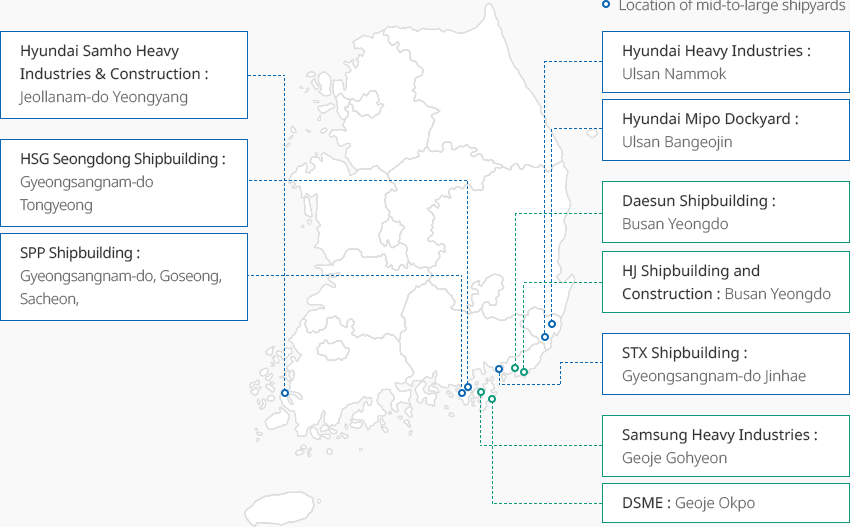 Location of mid-to-large shipyards
Hyundai Samho Heavy
Industries & Construction :
Jeollanam-do Yeongyang
HSG Seongdong Shipbuilding :
Gyeongsangnam-do
Tongyeong
SPP Shipbuilding :
Gyeongsangnam-do, Goseong,
Sacheon,
Hyundai Heavy Industries :
Ulsan Nammok
Hyundai Mipo Dockyard :
Ulsan Bangeojin
Daesun Shipbuilding :
Busan Yeongdo
HJ Shipbuilding and
Construction : Busan Yeongdo
STX Shipbuilding :
Gyeongsangnam-do Jinhae
Samsung Heavy Industries :
Geoje Gohyeon
DSME : Geoje Okpo